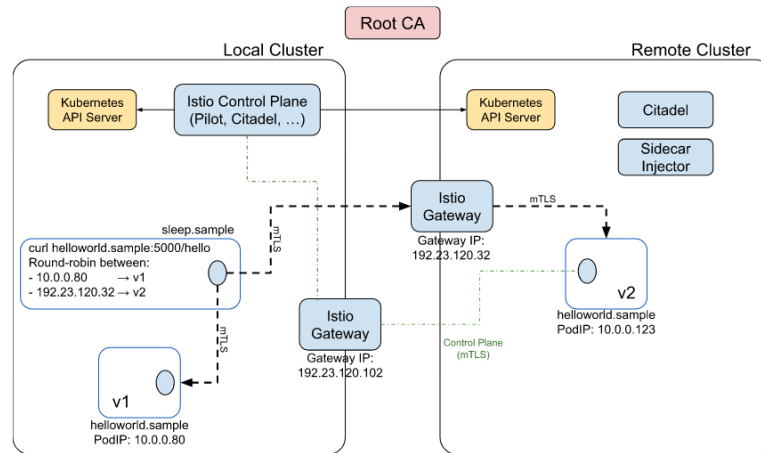 Root CA
Local Cluster
Remote Cluster
Kubernetes
API Server
Istio Control Plane
(Pilot, Citadel, …)
Kubernetes
API Server
Citadel
Sidecar
Injector
Istio
Gateway
mTLS
Gateway IP:
192.23.120.32
sleep.sample
mTLS
curl helloworld.sample:5000/hello
Round-robin between:
- 10.0.0.80 → v1
- 192.23.120.32 → v2
mTLS
v2
helloworld.sample
PodIP: 10.0.0.123
Istio
Gateway
Gateway IP:
192.23.120.102
Control Plane
(mTLS)
v1
helloworld.sample
PodIP: 10.0.0.80